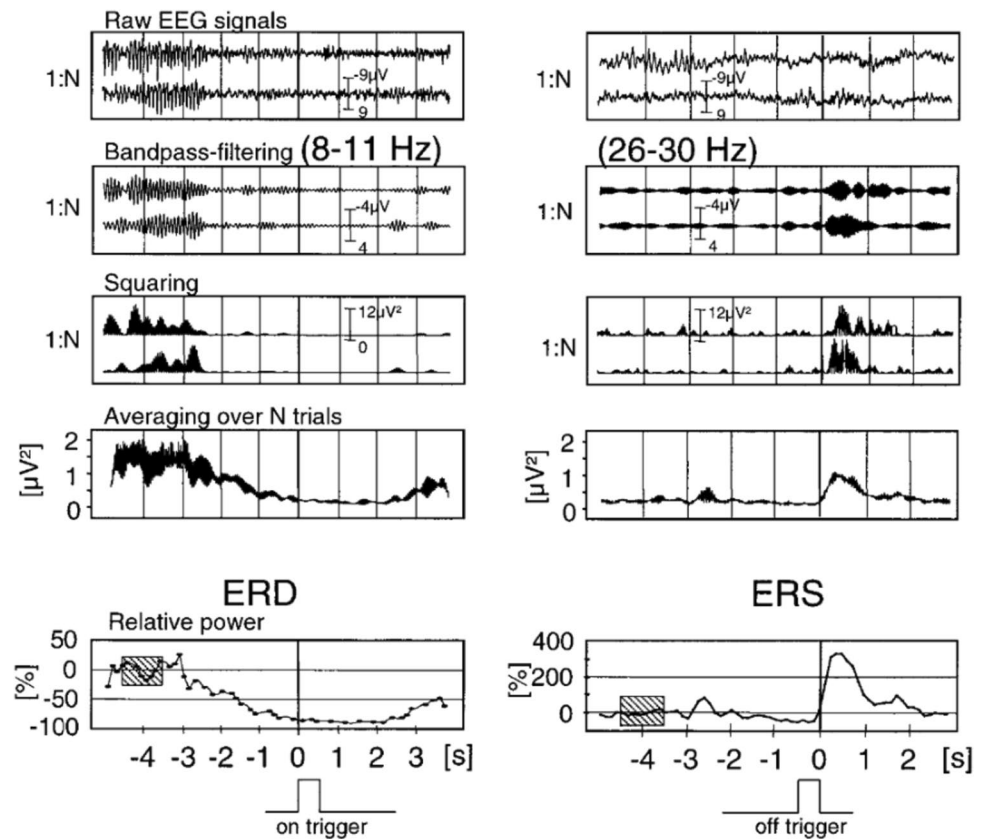 Raw EEG signals
1:N
-9µV
9
1:N
-9µV
9
Bandpass-filtering (8-11 Hz)
(26-30 Hz)
1:N
-4µV
4
1:N
-4µV
4
Squaring
1:N
12µV²
0
1:N
12µV²
Averaging over N trials
[µV²]
2
1
0
[µV²]
2
1
0
ERD
ERS
Relative power
[%]
50
0
-50
-100
-4 -3 -2 -1 0 1 2 3 [s]
on trigger
[%]
400
200
0
-4 -3 -2 -1 0 1 2 [s]
off trigger